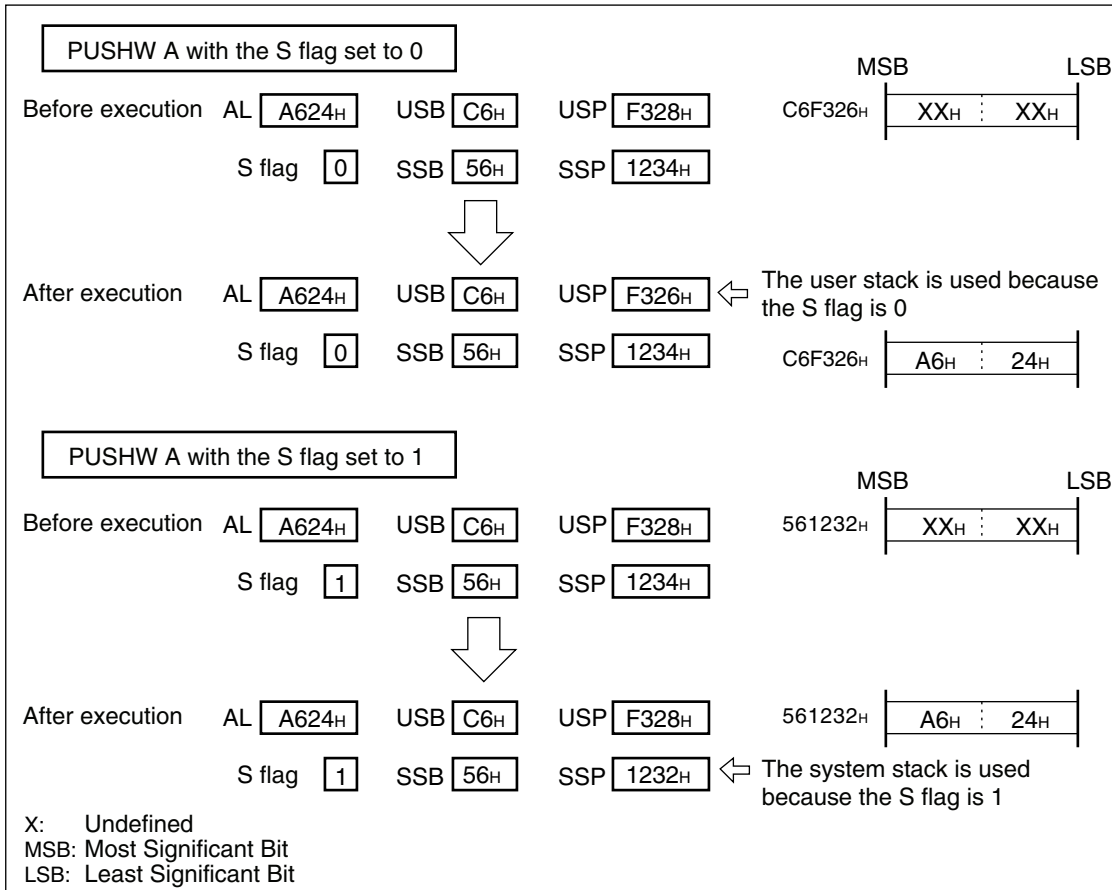 PUSHW A with the S flag set to 0
MSB LSB
Before execution AL A624H USB C6H USP F328H C6F326H XXH XXH
S flag 0 SSB 56H SSP 1234H
After execution AL A624H USB C6H USP F326H The user stack is used because
the S flag is 0
S flag 0 SSB 56H SSP 1234H C6F326H A6H 24H
PUSHW A with the S flag set to 1
MSB LSB
Before execution AL A624H USB C6H USP F328H 561232H XXH XXH
S flag 1 SSB 56H SSP 1234H
After execution AL A624H USB C6H USP F328H 561232H A6H 24H
S flag 1 SSB 56H SSP 1232H The system stack is used
because the S flag is 1
X: Undefined
MSB: Most Significant Bit
LSB: Least Significant Bit